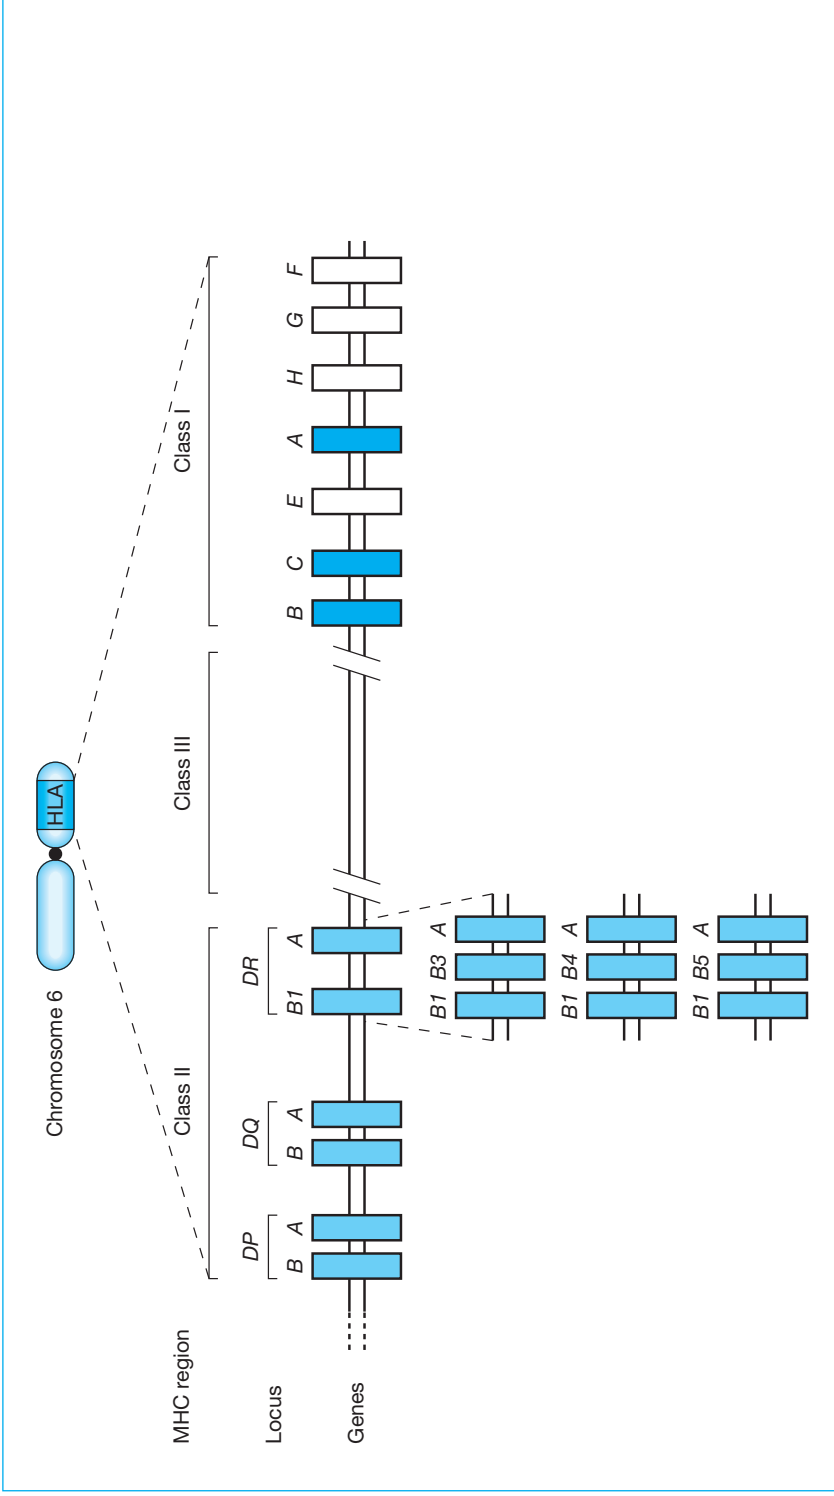 Chromosome 6
HLA
MHC region
Class II
Class III
Class I
Locus
DP
DQ
DR
B A B A B1 A B C E A H G F
Genes
B1 B3 A
B1 B4 A
B1 B5 A